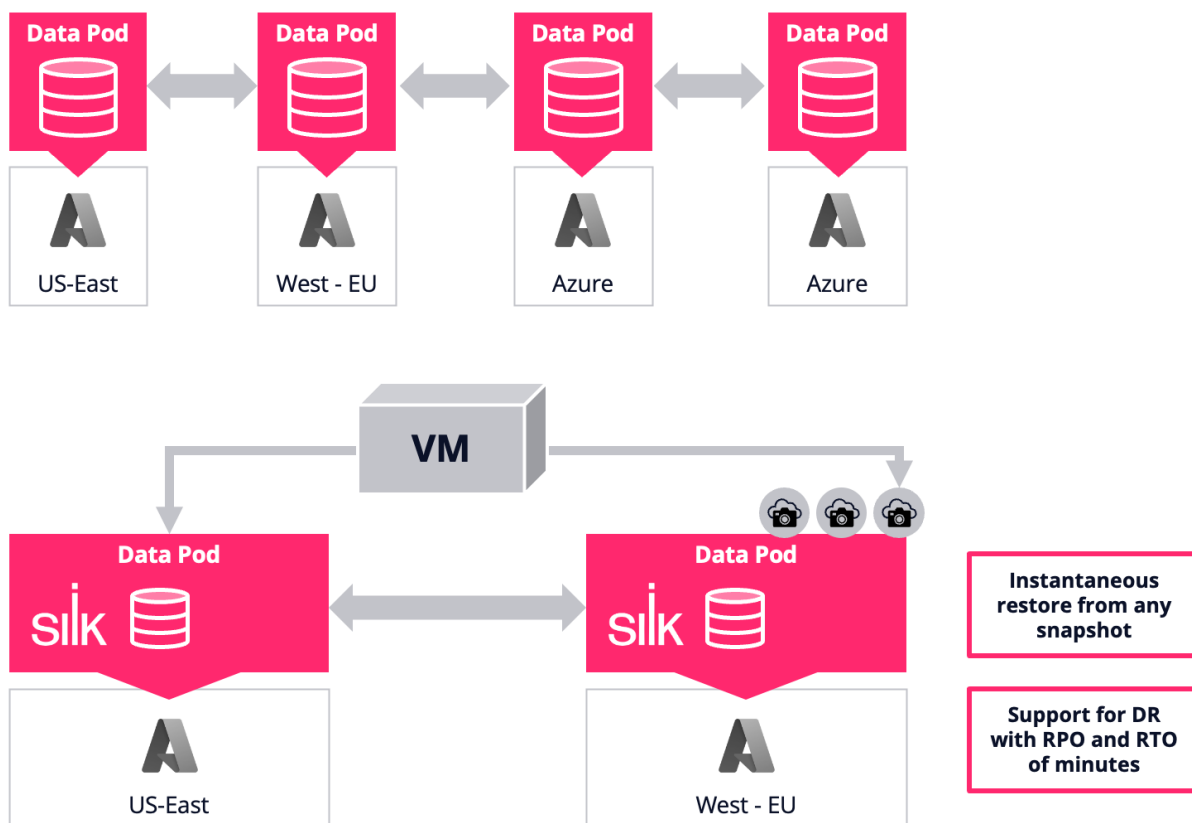 Data Pod
Data Pod
Data Pod
Data Pod
US-East
West - EU
Azure
Azure
VM
Data Pod
silk
Data Pod
silk
Instantaneous
restore from any
snapshot
Support for DR
with RPO and RTO
of minutes
US-East
West - EU